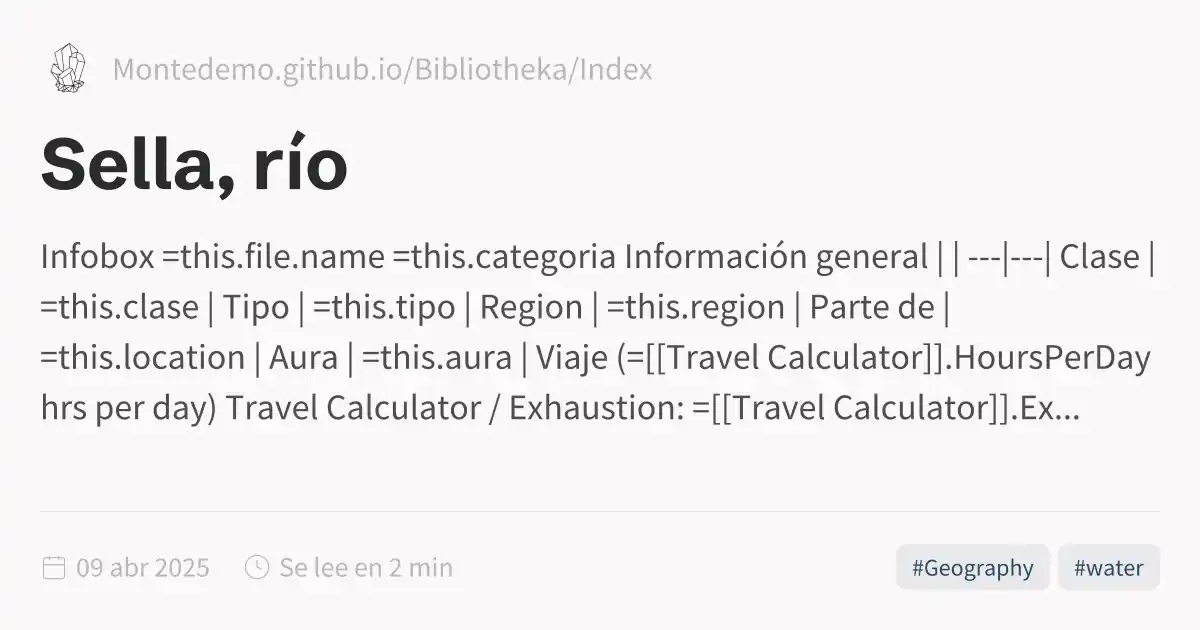 Montedemo.github.io/Bibliotheka/Index
Sella, río
Infobox =this.file.name =this.categoria Información general | | ---|---| Clase |
=this.clase | Tipo | =this.tipo | Region | =this.region | Parte de |
=this.location | Aura | =this.aura | Viaje (=[[Travel Calculator]].HoursPerDay
hrs per day) Travel Calculator / Exhaustion: =[[Travel Calculator]].Ex...
09 abr 2025 Se lee en 2 min #Geography #water